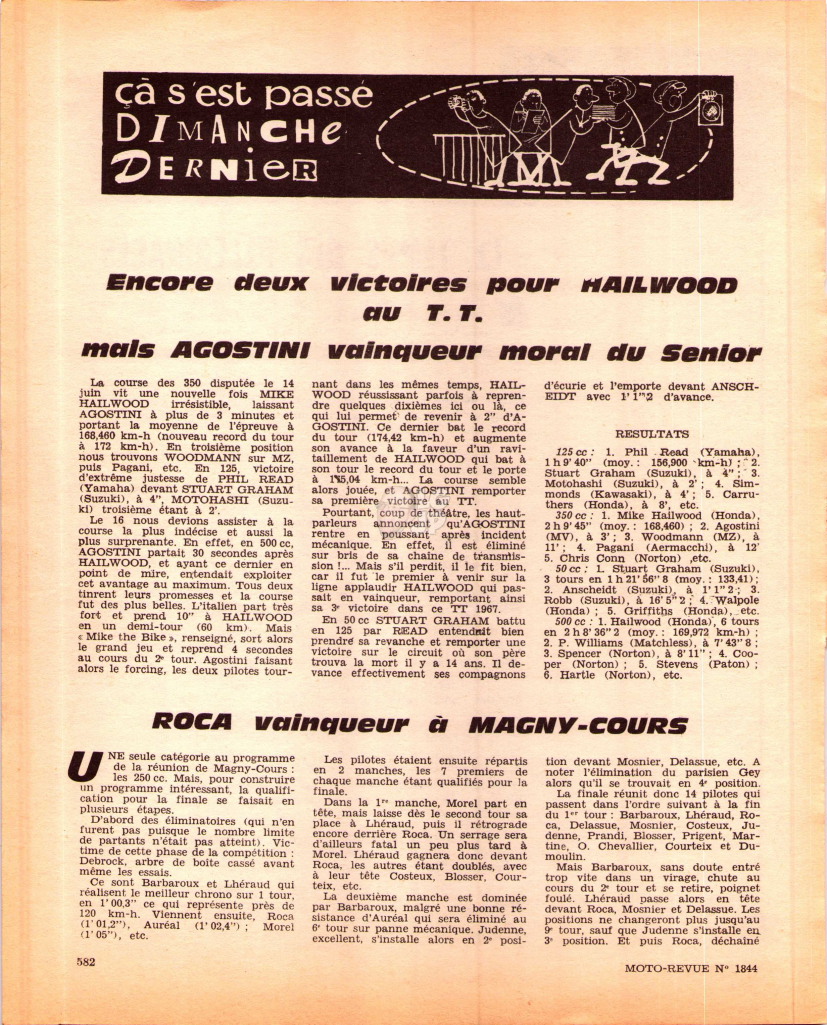 çà s'est passé
DIMANCHE
DERNIER
Encore deux victoires pour HAILWOOD
au T.T.
mais AGOSTINI vainqueur moral du Senior
La course des 350 disputée le 14
juin vit une nouvelle fois MIKE
HAILWOOD irrésistible, laissant
AGOSTINI à plus de 3 minutes et
portant la moyenne de l'épreuve à
168,460 km-h (nouveau record du tour
à 172 km-h). En troisième position
nous trouvons WOODMANN sur MZ,
puis Pagani, etc. En 125, victoire
d'extrême justesse de PHIL READ
(Yamaha) devant STUART GRAHAM
(Suzuki), à 4", MOTOHASHI (Suzu-
ki) troisième étant à 2'.
Le 16 nous devions assister à la
course la plus indécise et aussi la
plus surprenante. En effet, en 500 cc,
AGOSTINI partait 30 secondes après
HAILWOOD, et ayant ce dernier en
point de mire, entendait exploiter
cet avantage au maximum. Tous deux
tinrent leurs promesses et la course
fut des plus belles. L'italien part très
fort et prend 10" à HAILWOOD
en un demi-tour (60 km). Mais
« Mike the Bike », renseigné, sort alors
le grand jeu et reprend 4 secondes
au cours du 2e tour. Agostini faisant
alors le forcing, les deux pilotes tour-
nant dans les mêmes temps, HAIL-
WOOD réussissant parfois à repren-
dre quelques dixièmes ici ou là, ce
qui lui permet de revenir à 2" d'A-
GOSTINI. Ce dernier bat le record
du tour (174,42 km-h) et augmente
son avance à la faveur d'un ravi-
taillement de HAILWOOD qui bat à
son tour le record du tour et le porte
à 175,04 km-h... La course semble
alors jouée, et AGOSTINI remporter
sa première victoire au TT.
Pourtant, coup de théâtre, les haut-
parleurs annoncent qu'AGOSTINI
rentre en poussant après incident
mécanique. En effet, il est éliminé
sur bris de sa chaîne de transmis-
sion !... Mais s'il perdit, il le fit bien,
car il fut le premier à venir sur la
ligne applaudir HAILWOOD qui pas-
sait en vainqueur, remportant ainsi
sa 3e victoire dans ce TT 1967.
En 50 cc STUART GRAHAM battu
en 125 par READ entendait bien
prendre sa revanche et remporter une
victoire sur le circuit où son père
trouva la mort il y a 14 ans. Il de-
vance effectivement ses compagnons
d'écurie et l'emporte devant ANSCH-
EIDT avec 1' 1",2 d'avance.
RESULTATS
125 cc : 1. Phil Read (Yamaha),
1 h 9' 40" (moy. : 156,900 km-h) ; 2.
Stuart Graham (Suzuki), à 4" ; 3.
Motohashi (Suzuki), à 2' ; 4. Sim-
monds (Kawasaki), à 4' ; 5. Carru-
thers (Honda), à 8', etc.
350 cc : 1. Mike Hailwood (Honda),
2 h 9' 45" (moy. : 168,460) ; 2. Agostini
(MV), à 3' ; 3. Woodmann (MZ), à
11' ; 4. Pagani (Aermacchi), à 12'
5. Chris Conn (Norton) ,etc.
50 cc : 1. Stuart Graham (Suzuki),
3 tours en 1 h 21' 56" 8 (moy. : 133,41) ;
2. Anscheidt (Suzuki), à 1' 1" 2 ; 3.
Robb (Suzuki), à 16' 5" 2 ; 4. Walpole
(Honda) ; 5. Griffiths (Honda), etc.
500 cc : 1. Hailwood (Honda), 6 tours
en 2 h 8' 36" 2 (moy. : 169,972 km-h) ;
2. P. Williams (Matchless), à 7' 43" 8 ;
3. Spencer (Norton), à 8' 11" ; 4. Coo-
per (Norton) ; 5. Stevens (Paton) ;
6. Hartle (Norton), etc.
ROCA vainqueur à MAGNY-COURS
UNE seule catégorie au programme
de la réunion de Magny-Cours :
les 250 cc. Mais, pour construire
un programme intéressant, la qualifi-
cation pour la finale se faisait en
plusieurs étapes.
D'abord des éliminatoires (qui n'en
furent pas puisque le nombre limite
de partants n'était pas atteint). Vic-
time de cette phase de la compétition :
Debrock, arbre de boîte cassé avant
même les essais.
Ce sont Barbaroux et Lhéraud qui
réalisent le meilleur chrono sur 1 tour,
en 1' 00,3" ce qui représente près de
120 km-h. Viennent ensuite, Roca
(1' 01,2"), Auréal (1' 02,4") ; Morel
(1' 05"), etc.
Les pilotes étaient ensuite répartis
en 2 manches, les 7 premiers de
chaque manche étant qualifiés pour la
finale.
Dans la 1re manche, Morel part en
tête, mais laisse dès le second tour sa
place à Lhéraud, puis il rétrograde
encore derrière Roca. Un serrage sera
d'ailleurs fatal un peu plus tard à
Morel. Lhéraud gagnera donc devant
Roca, les autres étant doublés, avec
à leur tête Costeux, Blosser, Cour-
teix, etc.
La deuxième manche est dominée
par Barbaroux, malgré une bonne ré-
sistance d'Auréal qui sera éliminé au
6e tour sur panne mécanique. Judenne,
excellent, s'installe alors en 2e posi-
tion devant Mosnier, Delassue, etc. A
noter l'élimination du parisien Gey
alors qu'il se trouvait en 4e position.
La finale réunit donc 14 pilotes qui
passent dans l'ordre suivant à la fin
du 1er tour : Barbaroux, Lhéraud, Ro-
ca, Delassue, Mosnier, Costeux, Ju-
denne, Prandi, Blosser, Prigent, Mar-
tine, O. Chevallier, Courteix et Du-
moulin.
Mais Barbaroux, sans doute entré
trop vite dans un virage, chute au
cours du 2e tour et se retire, poignet
foulé. Lhéraud passe alors en tête
devant Roca, Mosnier et Delassue. Les
positions ne changeront plus jusqu'au
9e tour, sauf que Judenne s'installe en
3e position. Et puis Roca, déchaîné
582
MOTO-REVUE No 1844